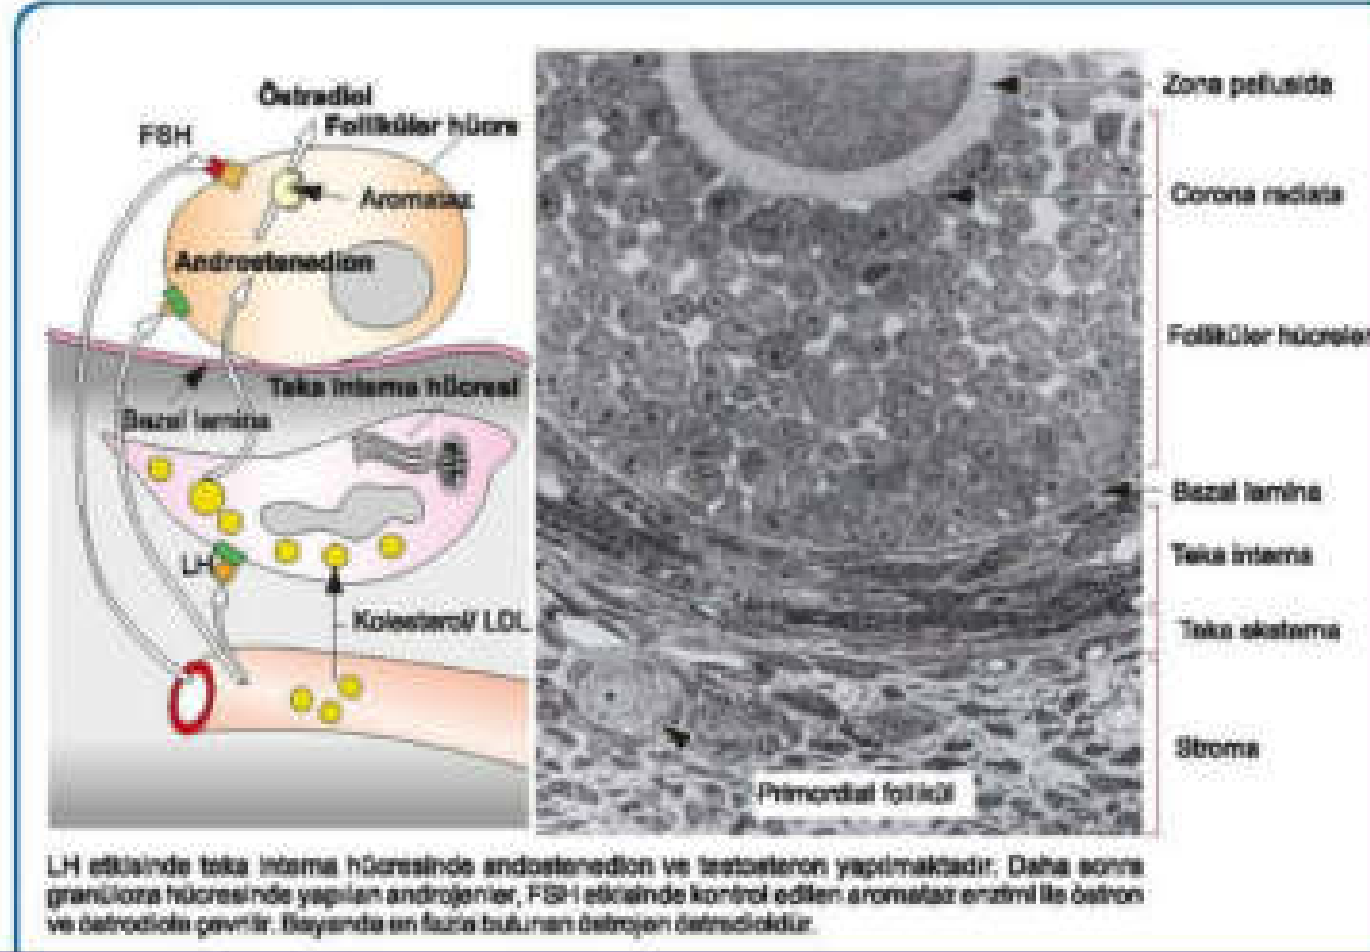 Östradiol
Folliküler hücre
FSH
Aromataz
Androstenedion
Teka interna hücresi
Bazal lamina
LH
Kolesterol/ LDL
Zona pellusida
Corona radiata
Folliküler hücreler
Bazal lamina
Teka interna
Teka eksterna
Stroma
Primordial folikül
LH etkisinde teka interna hücresinde andostenedion ve testosteron yapılmaktadır. Daha sonra
granüloza hücresinde yapılan androjenler, FSH etkisinde kontrol edilen aromataz enzimi ile östron
ve östradiole çevrilir. Bayanda en fazla bulunan östrojen östradioldür.